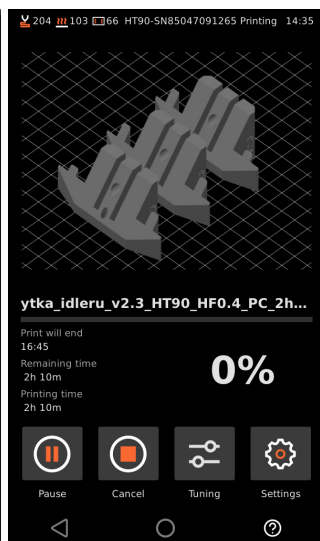 204 103 66 HT90-SN85047091265 Printing 14:35
ytka_idleru_v2.3_HT90_HF0.4_PC_2h...
Print will end
16:45
Remaining time
2h 10m
0%
Printing time
2h 10m
Pause Cancel Tuning Settings